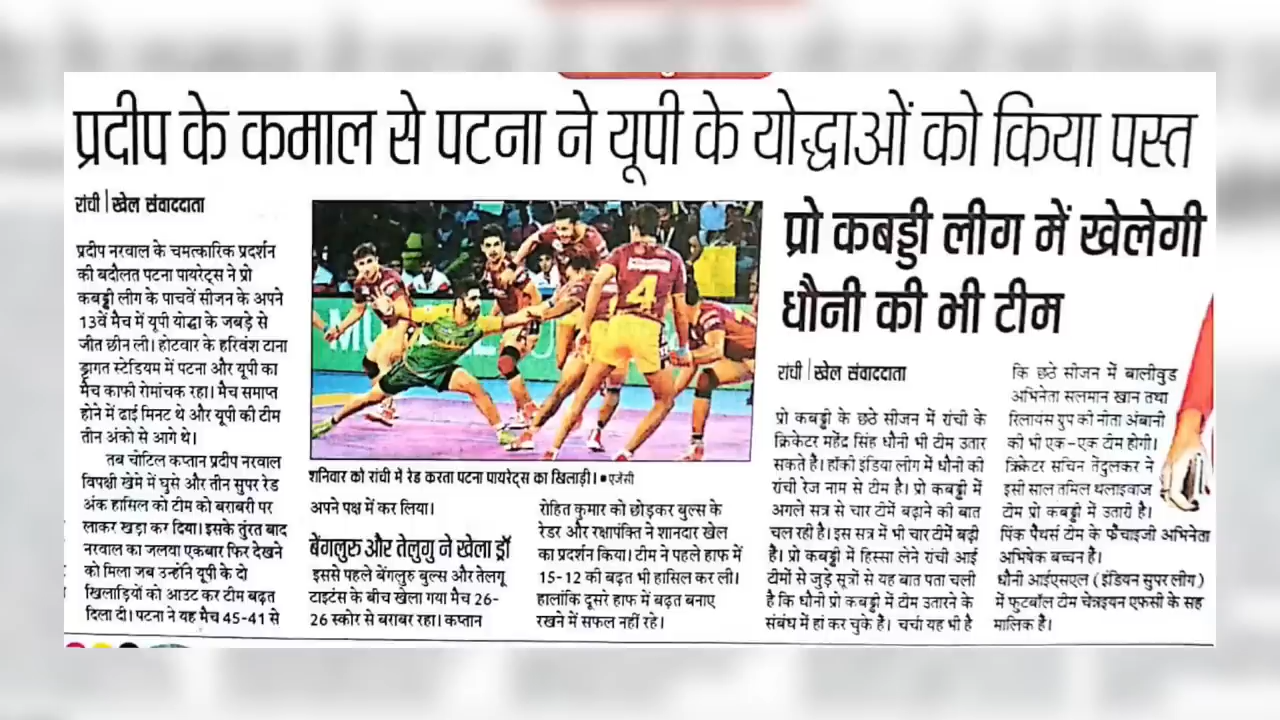 प्रदीप के कमाल से पटना ने यूपी के योद्धाओं को किया पस्त
रांची | खेल संवाददाता
प्रदीप नरवाल के चमत्कारिक प्रदर्शन
की बदौलत पटना पायरेट्स ने प्रो
कबड्डी लीग के पाचवें सीजन के अपने
13वें मैच में यूपी योद्धा के जबड़े से
जीत छीन ली। होटवार के हरिवंश टाना
ड्गगत स्टेडियम में पटना और यूपी का
मैच काफी रोमांचक रहा। मैच समाप्त
होने में ढाई मिनट थे और यूपी की टीम
तीन अंको से आगे थे।
तब चोटिल कप्तान प्रदीप नरवाल
विपक्षी खेमे में घुसे और तीन सुपर रेड
अंक हासिल को टीम को बराबरी पर
लाकर खड़ा कर दिया। इसके तुरत बाद
नरवाल का जलया एकबार फिर देखने
को मिला जब उन्होंने यूपी के दो
खिलाड़ियों को आउट कर टीम बढ़त
दिला दी। पटना ने यह मैच 45-41 से
शनिवार को रांची में रेड करता पटना पायरेट्स का खिलाड़ी। • एजेंसी
अपने पक्ष में कर लिया।
बेंगलुरु और तेलुगु ने खेला ड्रॉ
इससे पहले बेंगलुरु बुल्स और तेलगू
टाइटंस के बीच खेला गया मैच 26-
26 स्कोर से बराबर रहा। कप्तान
रोहित कुमार को छोड़कर बुल्स के
रेडर और रक्षापंक्ति ने शानदार खेल
का प्रदर्शन किया। टीम ने पहले हाफ में
15-12 की बढ़त भी हासिल कर ली।
हालांकि दूसरे हाफ में बढ़त बनाए
रखने में सफल नहीं रहे।
प्रो कबड्डी लीग में खेलेगी
धौनी की भी टीम
रांची | खेल संवाददाता
प्रो कबड्डी के छठे सीजन में रांची के
क्रिकेटर महेंद्र सिंह धौनी भी टीम उतार
सकते है। हॉकी इंडिया लीग में धौनी की
रांची रेज नाम से टीम है। प्रो कबड्डी में
अगले सत्र से चार टीमें बढ़ाने की बात
चल रही है। इस सत्र में भी चार टीमें बढ़ी
है। प्रो कबड्डी में हिस्सा लेने रांची आई
टीमों से जुड़े सूत्रों से यह बात पता चली
है कि धौनी प्रो कबड्डी में टीम उतारने के
संबंध में हां कर चुके है। चर्चा यह भी है
कि छठे सीजन में बालीवुड
अभिनेता सलमान खान तथा
रिलायंस ग्रुप को नीता अंबानी
को भी एक-एक टीम होगी।
क्रिकेटर सचिन तेंदुलकर ने
इसी साल तमिल थलाइवाज
टीम प्रो कबड्डी में उतारी है।
पिंक पैंथर्स टीम के फ्रैंचाइजी अभिनेता
अभिषेक बच्चन है।
धौनी आईएसएल ( इंडियन सुपर लीग )
में फुटबॉल टीम चेन्नइयन एफसी के सह
मालिक है।
4